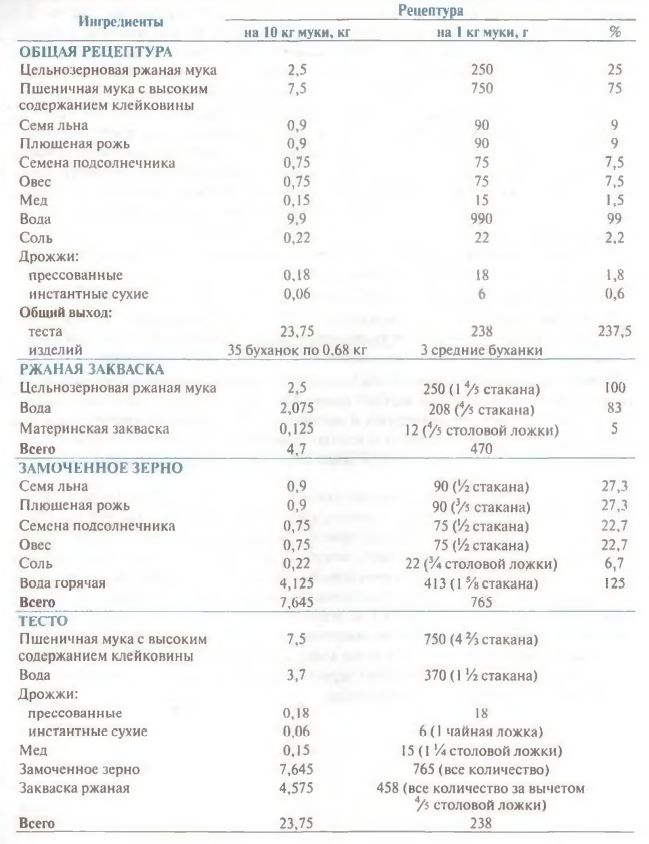 Ингредиенты Рецептура
на 10 кг муки, кг на 1 кг муки, г %
ОБЩАЯ РЕЦЕПТУРА
Цельнозерновая ржаная мука 2,5 250 25
Пшеничная мука с высоким 7,5 750 75
содержанием клейковины
Семя льна 0,9 90 9
Плющеная рожь 0,9 90 9
Семена подсолнечника 0,75 75 7,5
Овес 0,75 75 7,5
Мед 0,15 15 1,5
Вода 9,9 990 99
Соль 0,22 22 2,2
Дрожжи:
прессованные 0,18 18 1,8
инстантные сухие 0,06 6 0,6
Общий выход:
теста 23,75 238 237,5
изделий 35 буханок по 0,68 кг 3 средние буханки
РЖАНАЯ ЗАКВАСКА
Цельнозерновая ржаная мука 2,5 250 (1 ⅘ стакана) 100
Вода 2,075 208 (⅘ стакана) 83
Материнская закваска 0,125 12 (⅘ столовой ложки) 5
Всего 4,7 470
ЗАМОЧЕННОЕ ЗЕРНО
Семя льна 0,9 90 (½ стакана) 27,3
Плющеная рожь 0,9 90 (⅗ стакана) 27,3
Семена подсолнечника 0,75 75 (½ стакана) 22,7
Овес 0,75 75 (½ стакана) 22,7
Соль 0,22 22 (¾ столовой ложки) 6,7
Вода горячая 4,125 413 (1 ⅝ стакана) 125
Всего 7,645 765
ТЕСТО
Пшеничная мука с высоким 7,5 750 (4 ⅔ стакана)
содержанием клейковины
Вода 3,7 370 (1 ½ стакана)
Дрожжи:
прессованные 0,18 18
инстантные сухие 0,06 6 (1 чайная ложка)
Мед 0,15 15 (1 ¼ столовой ложки)
Замоченное зерно 7,645 765 (все количество)
Закваска ржаная 4,575 458 (все количество за вычетом
⅘ столовой ложки)
Всего 23,75 238